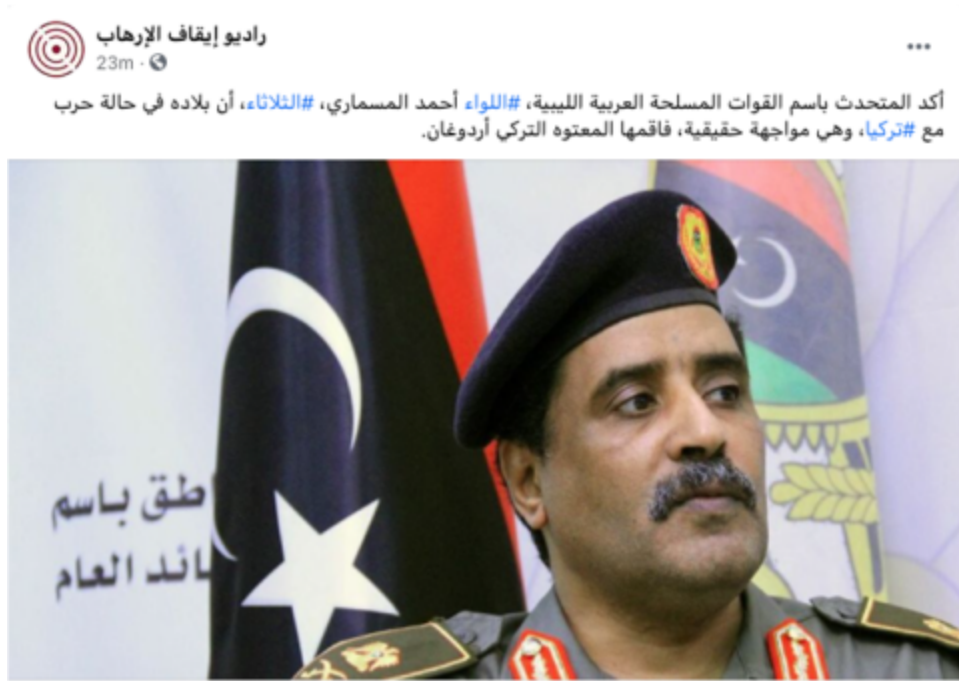 راديو إيقاف الإرهاب
23m ·
أكد المتحدث باسم القوات المسلحة العربية الليبية، #اللواء أحمد المسماري، #الثلاثاء، أن بلاده في حالة حرب
مع #تركيا، وهي مواجهة حقيقية، فاقمها المعتوه التركي أردوغان.
اطق باسم
ائد العام